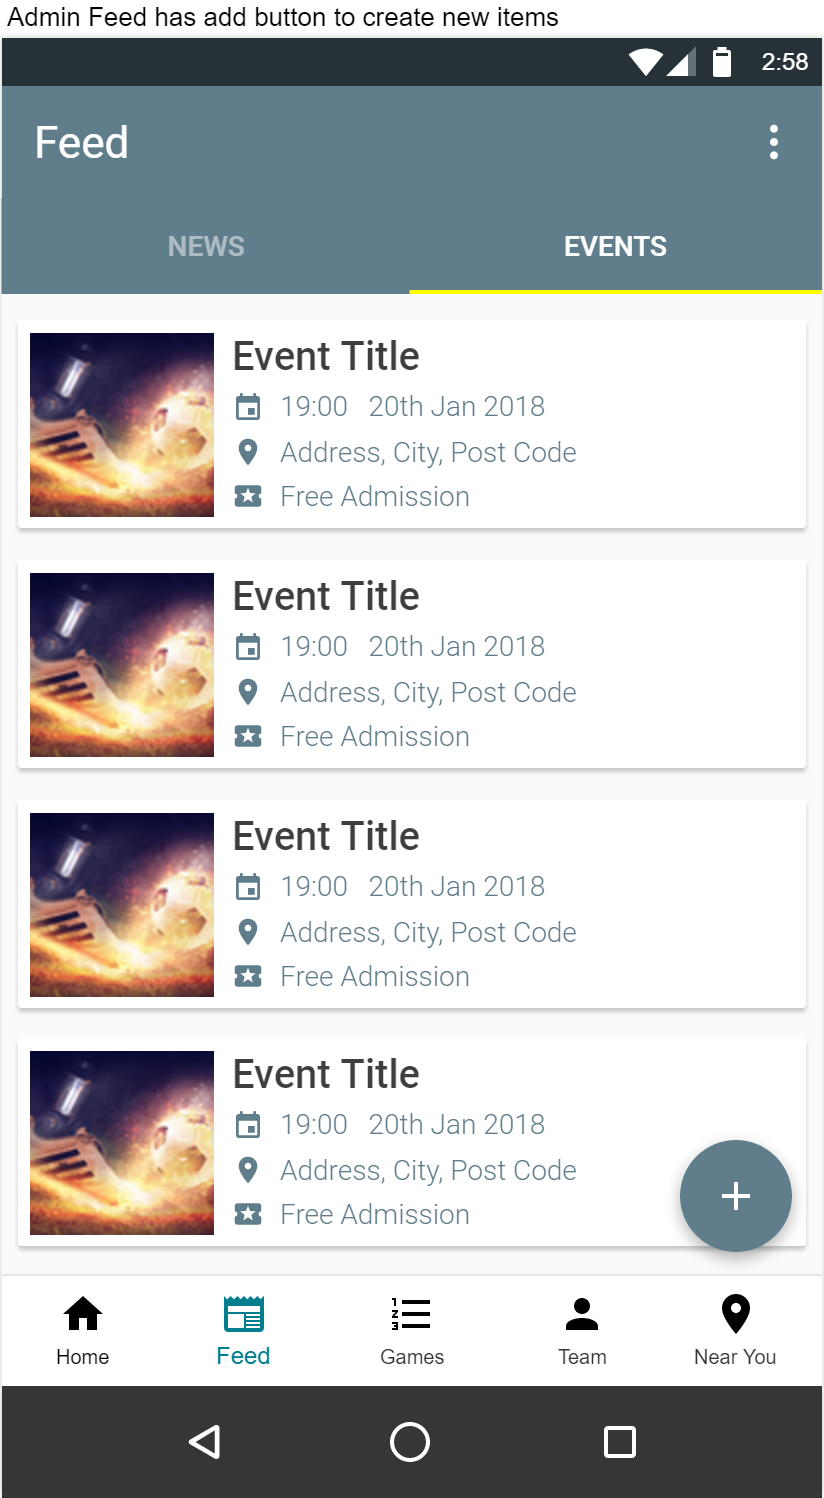 Admin Feed has add button to create new items
2:58
Feed
NEWS EVENTS
Event Title
19:00 20th Jan 2018
Address, City, Post Code
Free Admission
Event Title
19:00 20th Jan 2018
Address, City, Post Code
Free Admission
Event Title
19:00 20th Jan 2018
Address, City, Post Code
Free Admission
Event Title
19:00 20th Jan 2018
Address, City, Post Code
Free Admission
Home Feed Games Team Near You